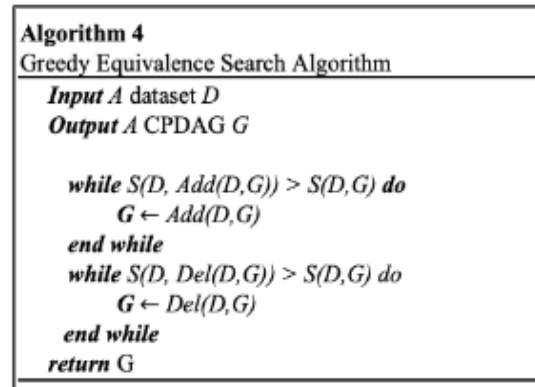 Algorithm 4
Greedy Equivalence Search Algorithm
Input A dataset D
Output A CPDAG G
while S(D, Add(D,G)) > S(D,G) do
G ← Add(D,G)
end while
while S(D, Del(D,G)) > S(D,G) do
G ← Del(D,G)
end while
return G